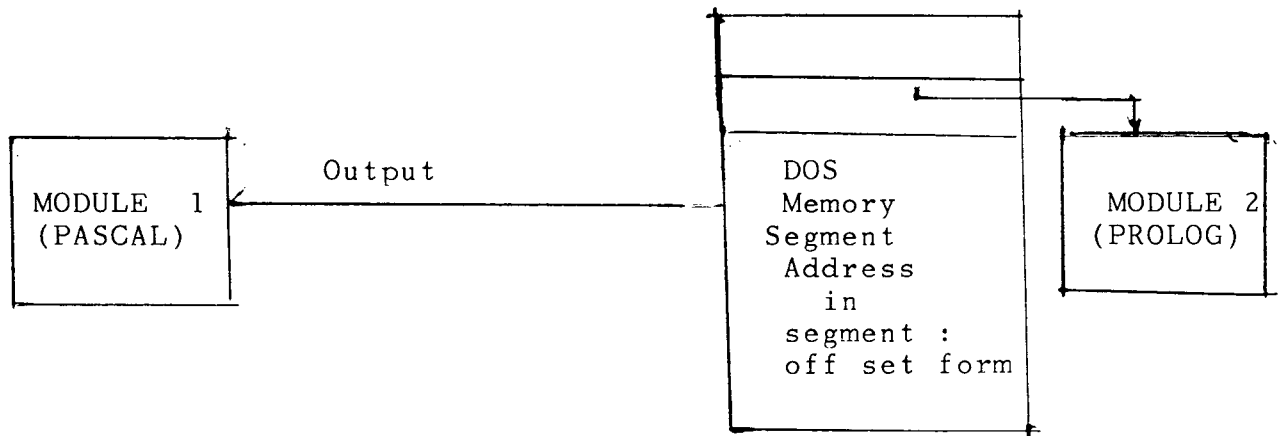 Output
MODULE 1
(PASCAL)
DOS
Memory
Segment
Address
in
segment :
off set form
MODULE 2
(PROLOG)